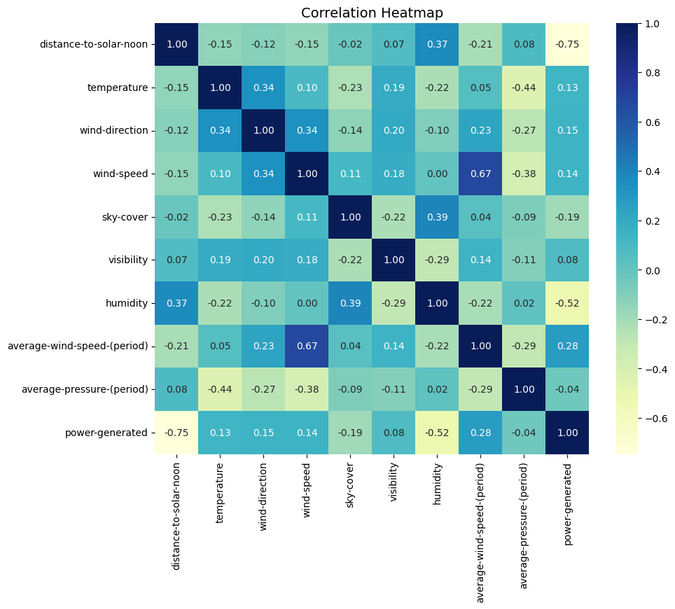 Correlation Heatmap
distance-to-solar-noon 1.00 -0.15 -0.12 -0.15 -0.02 0.07 0.37 -0.21 0.08 -0.75
temperature -0.15 1.00 0.34 0.10 -0.23 0.19 -0.22 0.05 -0.44 0.13
wind-direction -0.12 0.34 1.00 0.34 -0.14 0.20 -0.10 0.23 -0.27 0.15
wind-speed -0.15 0.10 0.34 1.00 0.11 0.18 0.00 0.67 -0.38 0.14
sky-cover -0.02 -0.23 -0.14 0.11 1.00 -0.22 0.39 0.04 -0.09 -0.19
visibility 0.07 0.19 0.20 0.18 -0.22 1.00 -0.29 0.14 -0.11 0.08
humidity 0.37 -0.22 -0.10 0.00 0.39 -0.29 1.00 -0.22 0.02 -0.52
average-wind-speed-(period) -0.21 0.05 0.23 0.67 0.04 0.14 -0.22 1.00 -0.29 0.28
average-pressure-(period) 0.08 -0.44 -0.27 -0.38 -0.09 -0.11 0.02 -0.29 1.00 -0.04
power-generated -0.75 0.13 0.15 0.14 -0.19 0.08 -0.52 0.28 -0.04 1.00
distance-to-solar-noon
temperature
wind-direction
wind-speed
sky-cover
visibility
humidity
average-wind-speed-(period)
average-pressure-(period)
power-generated
1.0
0.8
0.6
0.4
0.2
0.0
−0.2
−0.4
−0.6